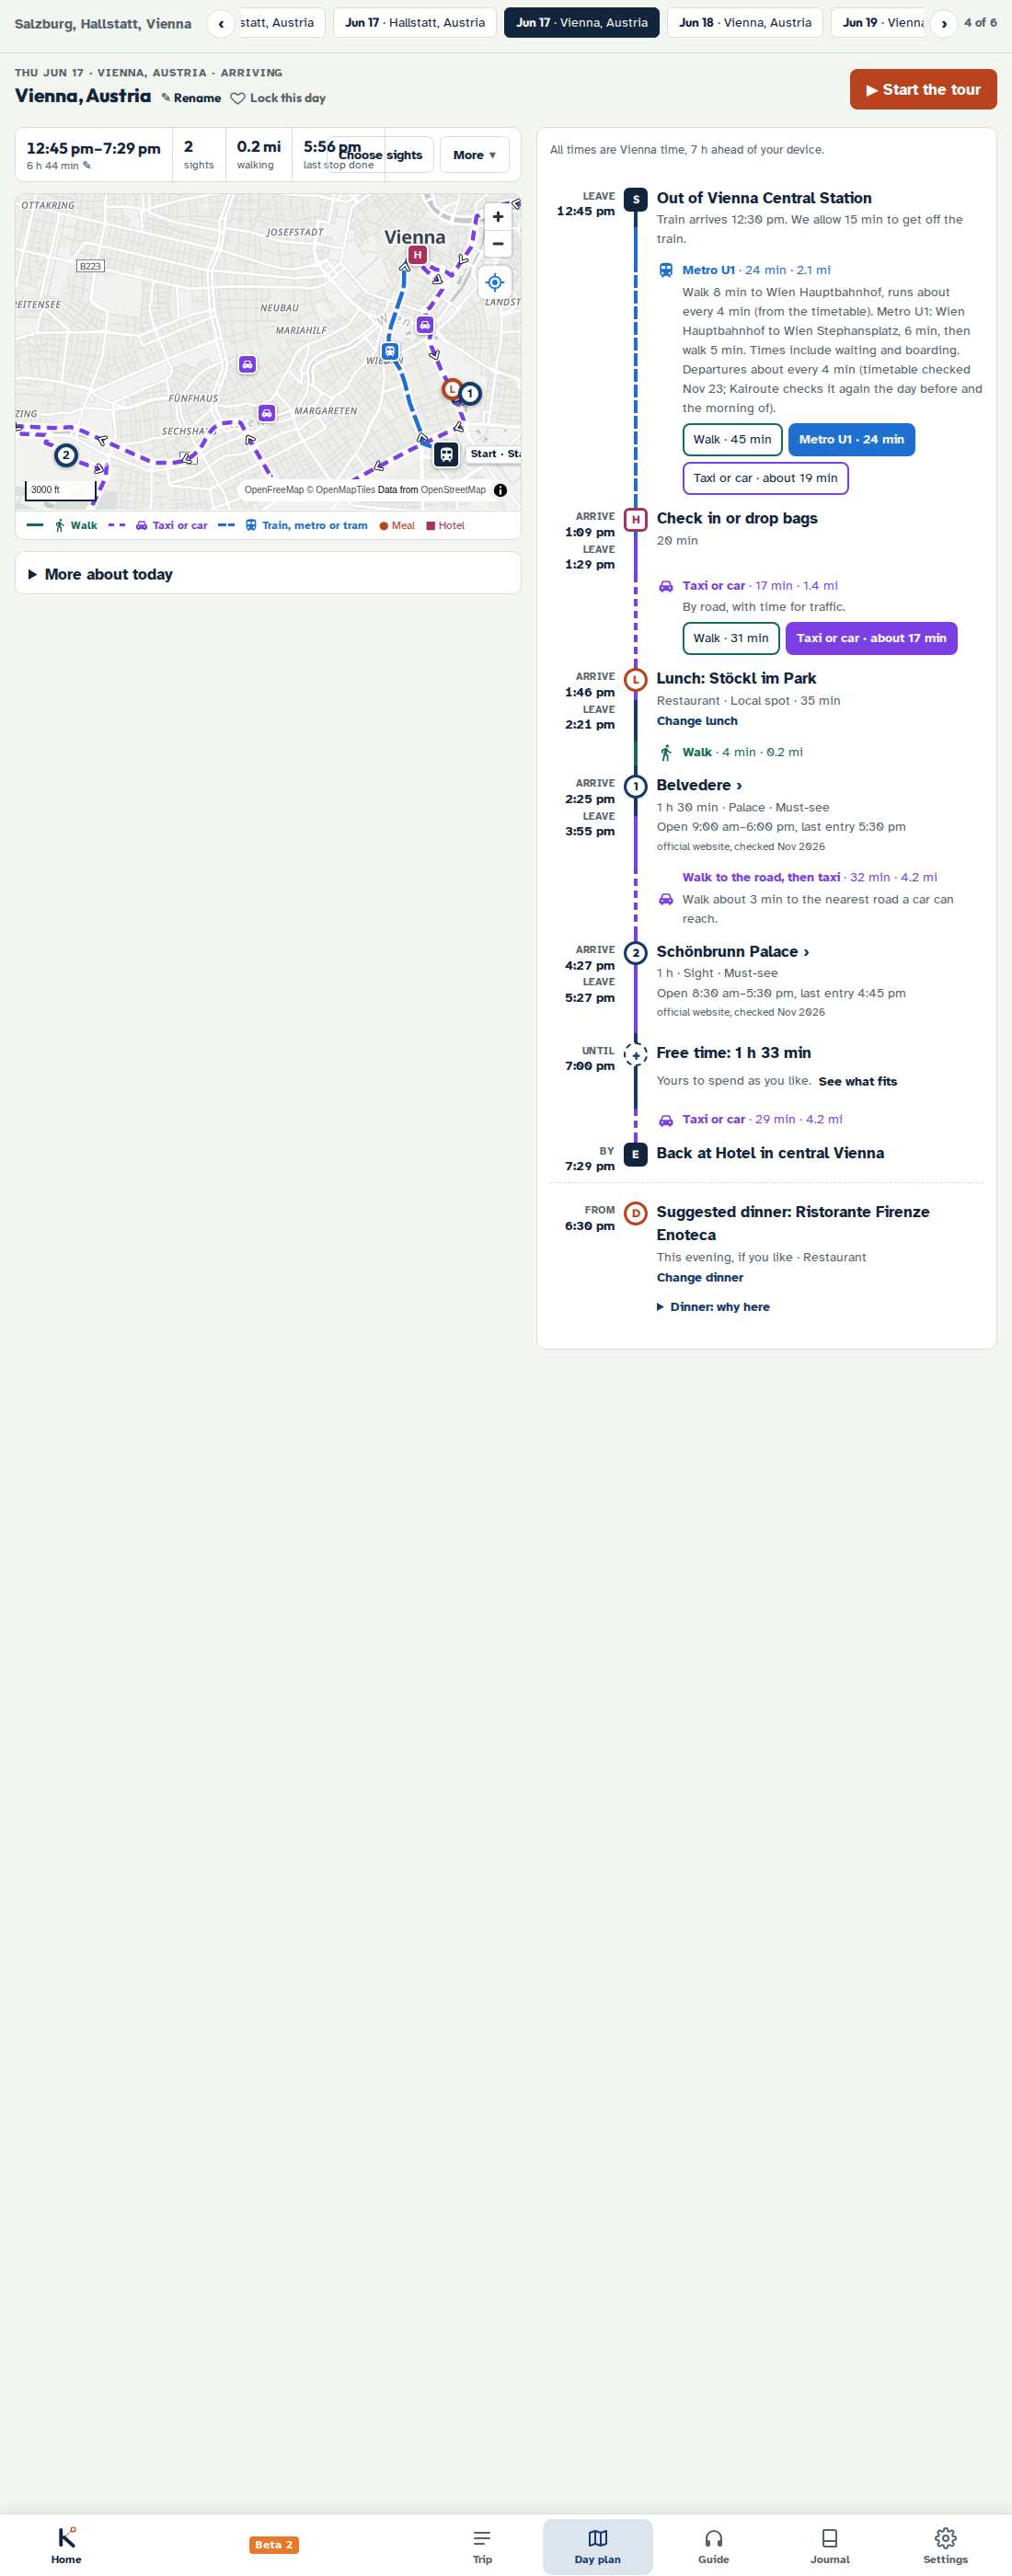 Salzburg, Hallstatt, Vienna
‹
statt, Austria
Jun 17 · Hallstatt, Austria
Jun 17 · Vienna, Austria
Jun 18 · Vienna, Austria
Jun 19 · Vienna
›
4 of 6
THU JUN 17 · VIENNA, AUSTRIA · ARRIVING
Vienna, Austria ✎ Rename Lock this day
▶ Start the tour
12:45 pm–7:29 pm
6 h 44 min ✎
2
sights
0.2 mi
walking
5:56 pm
last stop done
Choose sights
More ▾
OTTAKRING
JOSEFSTADT
Vienna
H
B223
LANDST
NEUBAU
MARIAHILF
FÜNFHAUS
MARGARETEN
L
1
2
ZING
Start · Sta
3000 ft
OpenFreeMap © OpenMapTiles Data from OpenStreetMap
Walk
Taxi or car
Train, metro or tram
Meal
Hotel
▶ More about today
All times are Vienna time, 7 h ahead of your device.
LEAVE
12:45 pm
S
Out of Vienna Central Station
Train arrives 12:30 pm. We allow 15 min to get off the
train.
Metro U1 · 24 min · 2.1 mi
Walk 8 min to Wien Hauptbahnhof, runs about
every 4 min (from the timetable). Metro U1: Wien
Hauptbahnhof to Wien Stephansplatz, 6 min, then
walk 5 min. Times include waiting and boarding.
Departures about every 4 min (timetable checked
Nov 23; Kairoute checks it again the day before and
the morning of).
Walk · 45 min
Metro U1 · 24 min
Taxi or car · about 19 min
ARRIVE
1:09 pm
LEAVE
1:29 pm
H
Check in or drop bags
20 min
Taxi or car · 17 min · 1.4 mi
By road, with time for traffic.
Walk · 31 min
Taxi or car · about 17 min
ARRIVE
1:46 pm
LEAVE
2:21 pm
L
Lunch: Stöckl im Park
Restaurant · Local spot · 35 min
Change lunch
Walk · 4 min · 0.2 mi
ARRIVE
2:25 pm
LEAVE
3:55 pm
1
Belvedere ›
1 h 30 min · Palace · Must-see
Open 9:00 am–6:00 pm, last entry 5:30 pm
official website, checked Nov 2026
Walk to the road, then taxi · 32 min · 4.2 mi
Walk about 3 min to the nearest road a car can
reach.
ARRIVE
4:27 pm
LEAVE
5:27 pm
2
Schönbrunn Palace ›
1 h · Sight · Must-see
Open 8:30 am–5:30 pm, last entry 4:45 pm
official website, checked Nov 2026
UNTIL
7:00 pm
+
Free time: 1 h 33 min
Yours to spend as you like. See what fits
Taxi or car · 29 min · 4.2 mi
BY
7:29 pm
E
Back at Hotel in central Vienna
FROM
6:30 pm
D
Suggested dinner: Ristorante Firenze
Enoteca
This evening, if you like · Restaurant
Change dinner
▶ Dinner: why here
Home
Beta 2
Trip
Day plan
Guide
Journal
Settings